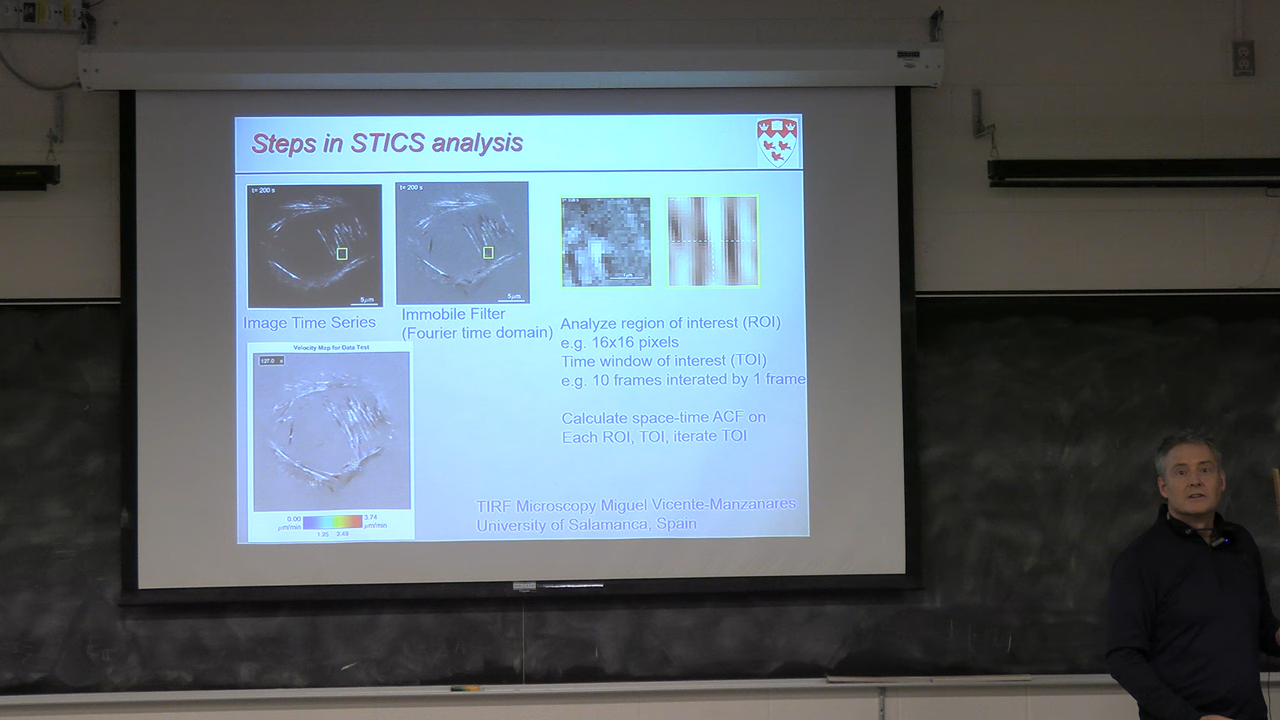 Steps in STICS analysis
t= 200 s
5μm
Image Time Series
t= 200 s
5μm
Immobile Filter
(Fourier time domain)
1μm
Analyze region of interest (ROI)
e.g. 16x16 pixels
Time window of interest (TOI)
e.g. 10 frames interated by 1 frame
Calculate space-time ACF on
Each ROI, TOI, iterate TOI
Velocity Map for Data Test
127.0 s
0.00
μm/min
3.74
μm/min
1.25 2.49
TIRF Microscopy Miguel Vicente-Manzanares
University of Salamanca, Spain